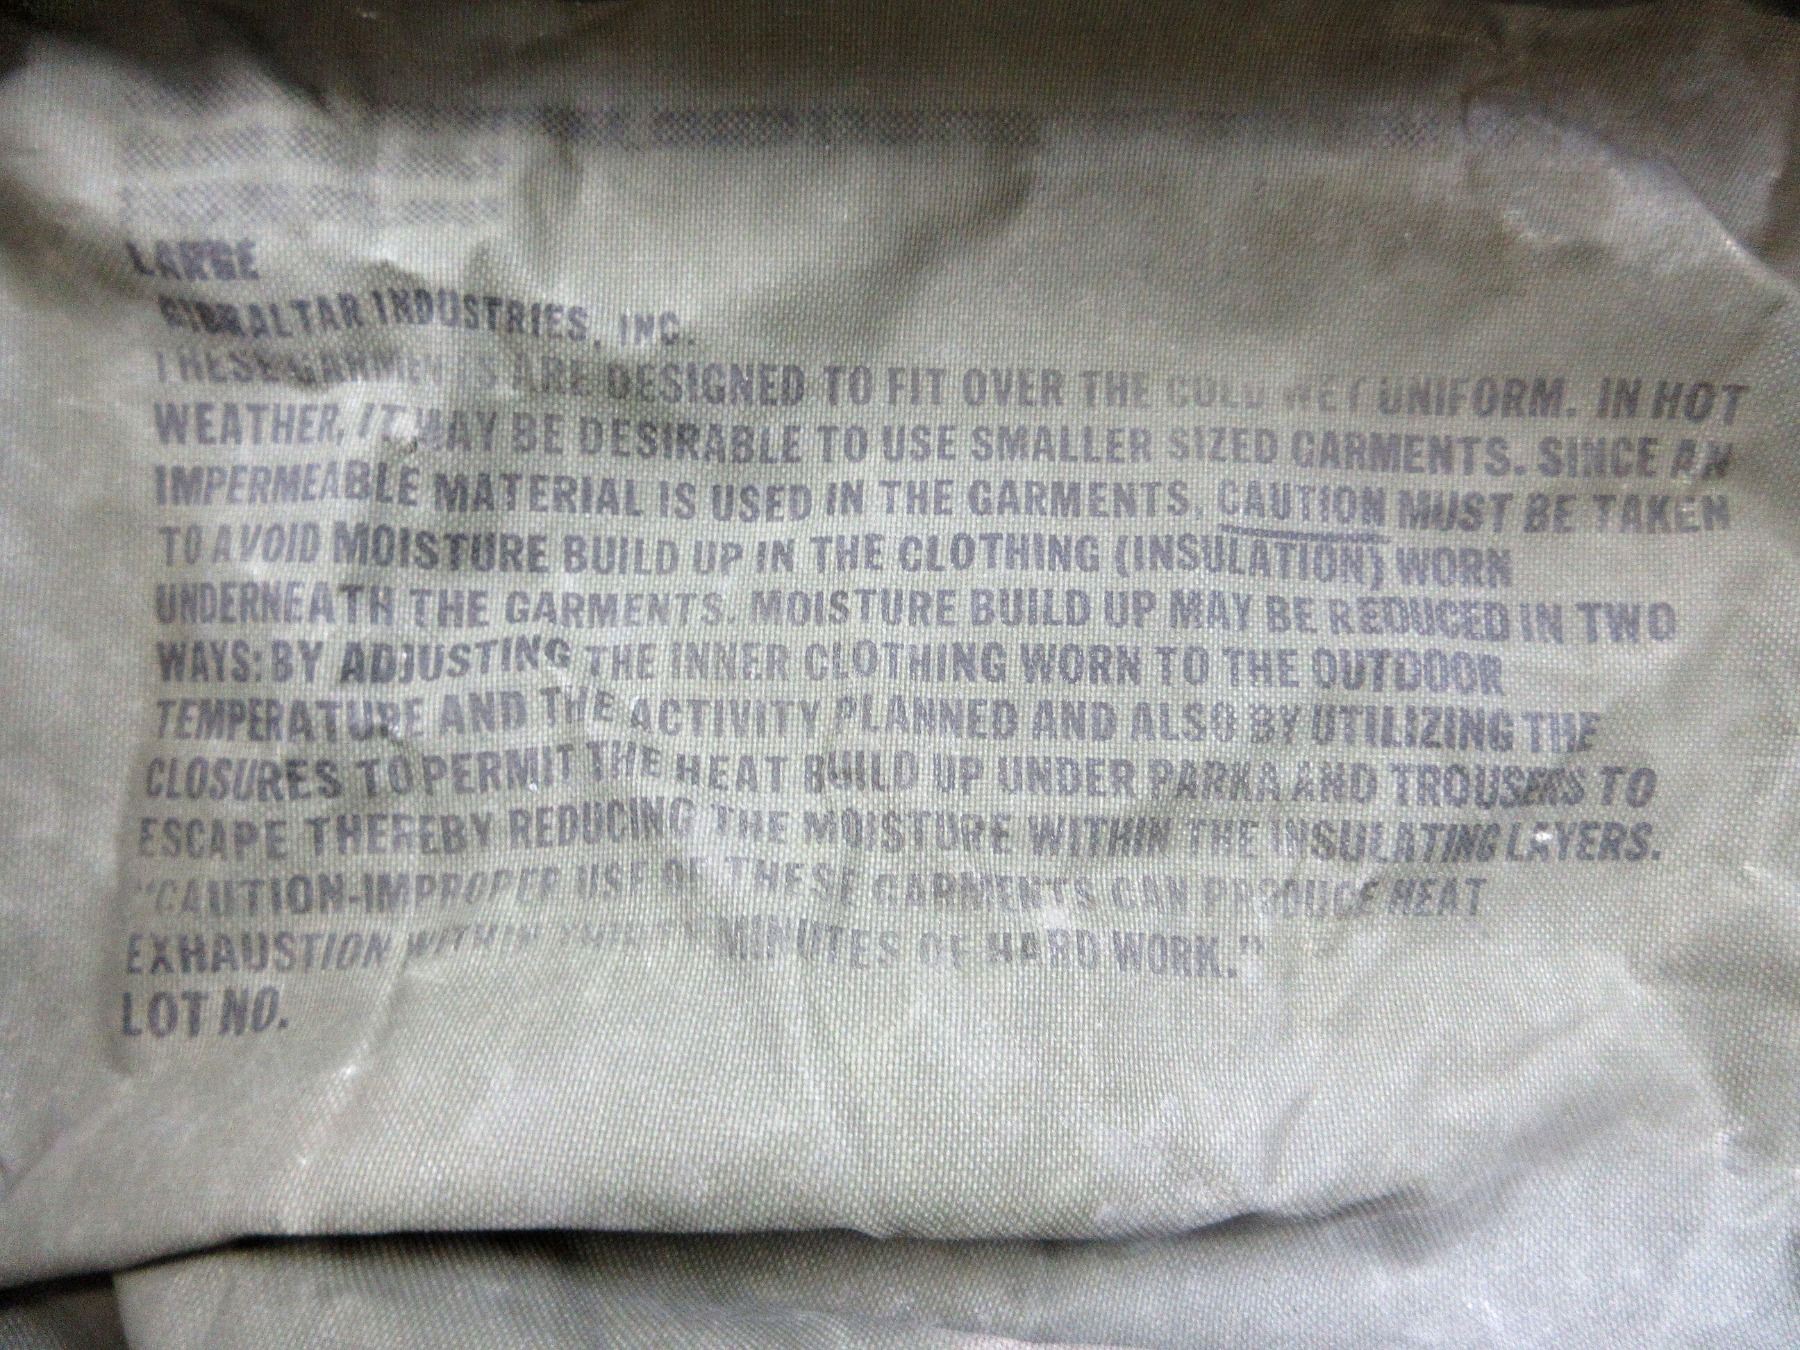 LARGE
GIBRALTAR INDUSTRIES, INC.
THESE GARMENTS ARE DESIGNED TO FIT OVER THE COLD WET UNIFORM. IN HOT
WEATHER, IT MAY BE DESIRABLE TO USE SMALLER SIZED GARMENTS. SINCE AN
IMPERMEABLE MATERIAL IS USED IN THE GARMENTS, CAUTION MUST BE TAKEN
TO AVOID MOISTURE BUILD UP IN THE CLOTHING (INSULATION) WORN
UNDERNEATH THE GARMENTS. MOISTURE BUILD UP MAY BE REDUCED IN TWO
WAYS: BY ADJUSTING THE INNER CLOTHING WORN TO THE OUTDOOR
TEMPERATURE AND THE ACTIVITY PLANNED AND ALSO BY UTILIZING THE
CLOSURES TO PERMIT THE HEAT BUILD UP UNDER PARKA AND TROUSERS TO
ESCAPE THEREBY REDUCING THE MOISTURE WITHIN THE INSULATING LAYERS.
"CAUTION-IMPROPER USE OF THESE GARMENTS CAN PRODUCE HEAT
EXHAUSTION WITHIN THIRTY MINUTES OF HARD WORK."
LOT NO.